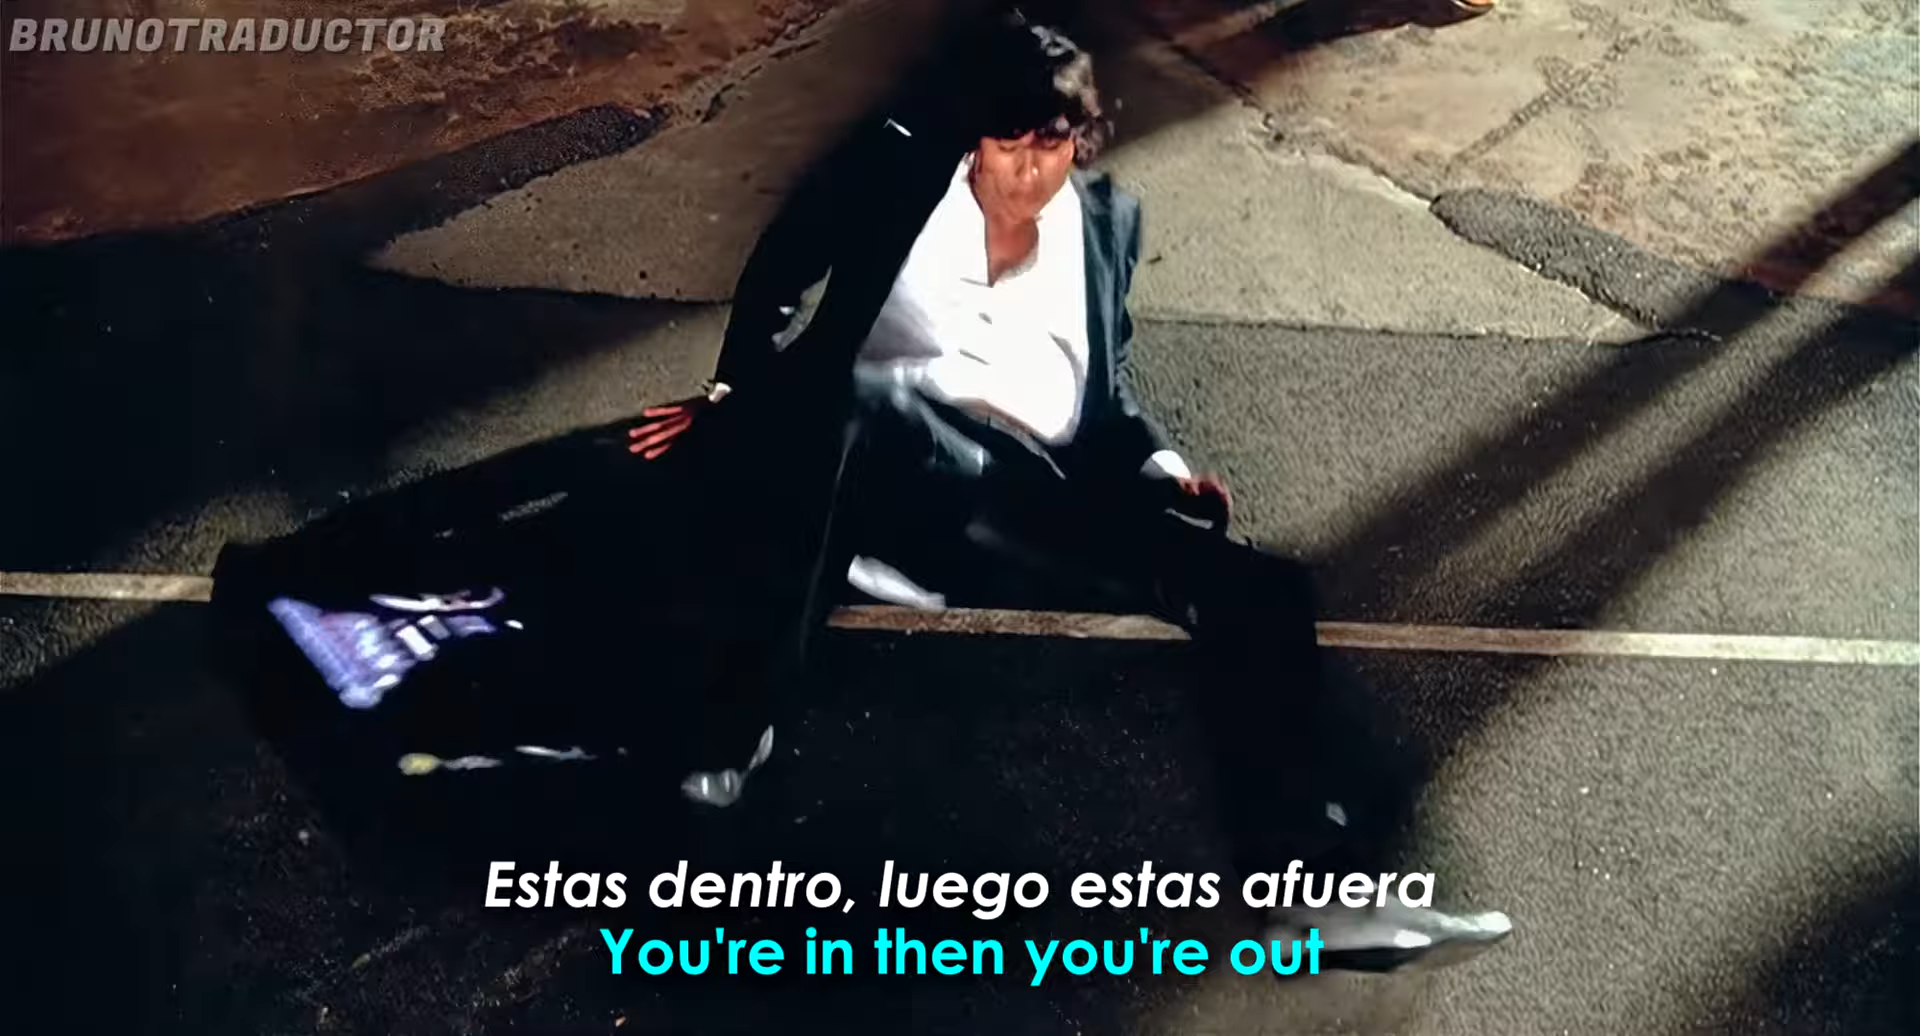 BRUNOTRADUCTOR
Estas dentro, luego estas afuera
You're in then you're out